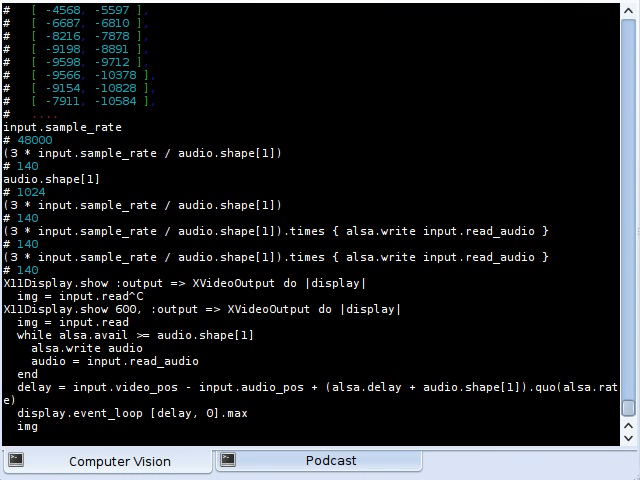 #   [ -4568, -5597 ],
#   [ -6687, -6810 ],
#   [ -8216, -7878 ],
#   [ -9198, -8891 ],
#   [ -9598, -9712 ],
#   [ -9566, -10378 ],
#   [ -9154, -10828 ],
#   [ -7911, -10584 ],
#   ....
input.sample_rate
# 48000
(3 * input.sample_rate / audio.shape[1])
# 140
audio.shape[1]
# 1024
(3 * input.sample_rate / audio.shape[1])
# 140
(3 * input.sample_rate / audio.shape[1]).times { alsa.write input.read_audio }
# 140
(3 * input.sample_rate / audio.shape[1]).times { alsa.write input.read_audio }
# 140
X11Display.show :output => XVideoOutput do |display|
  img = input.read^C
X11Display.show 600, :output => XVideoOutput do |display|
  img = input.read
  while alsa.avail >= audio.shape[1]
    alsa.write audio
    audio = input.read_audio
  end
  delay = input.video_pos - input.audio_pos + (alsa.delay + audio.shape[1]).quo(alsa.rat
e)
  display.event_loop [delay, 0].max
  img
Computer Vision
Podcast